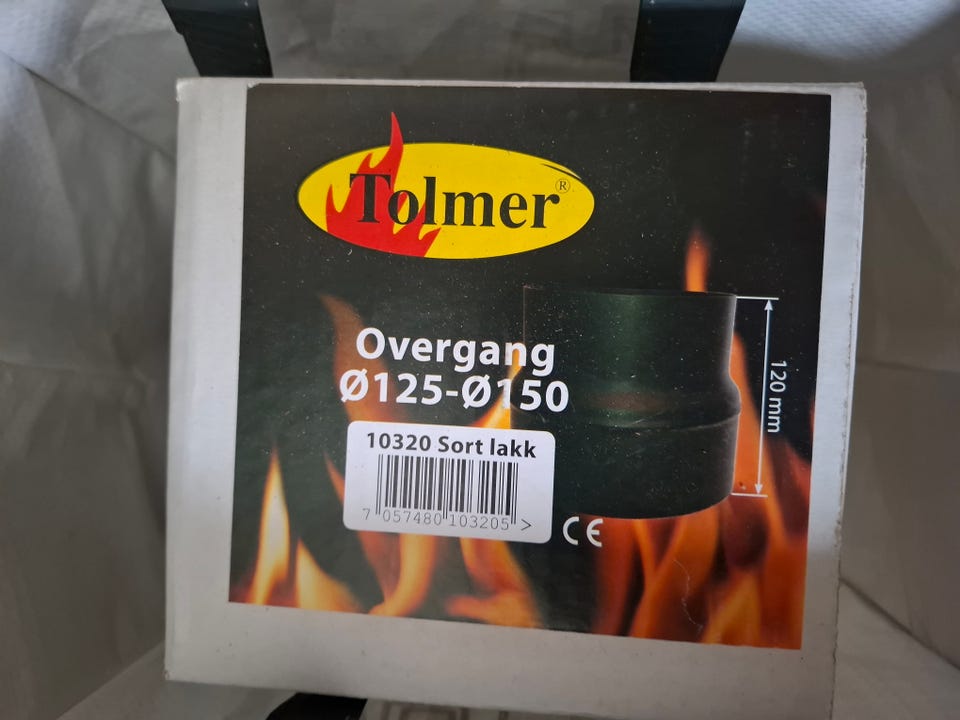 Tolmer®
Overgang
Ø125-Ø150
120 mm
10320 Sort lakk
7 057480 103205 >
CE